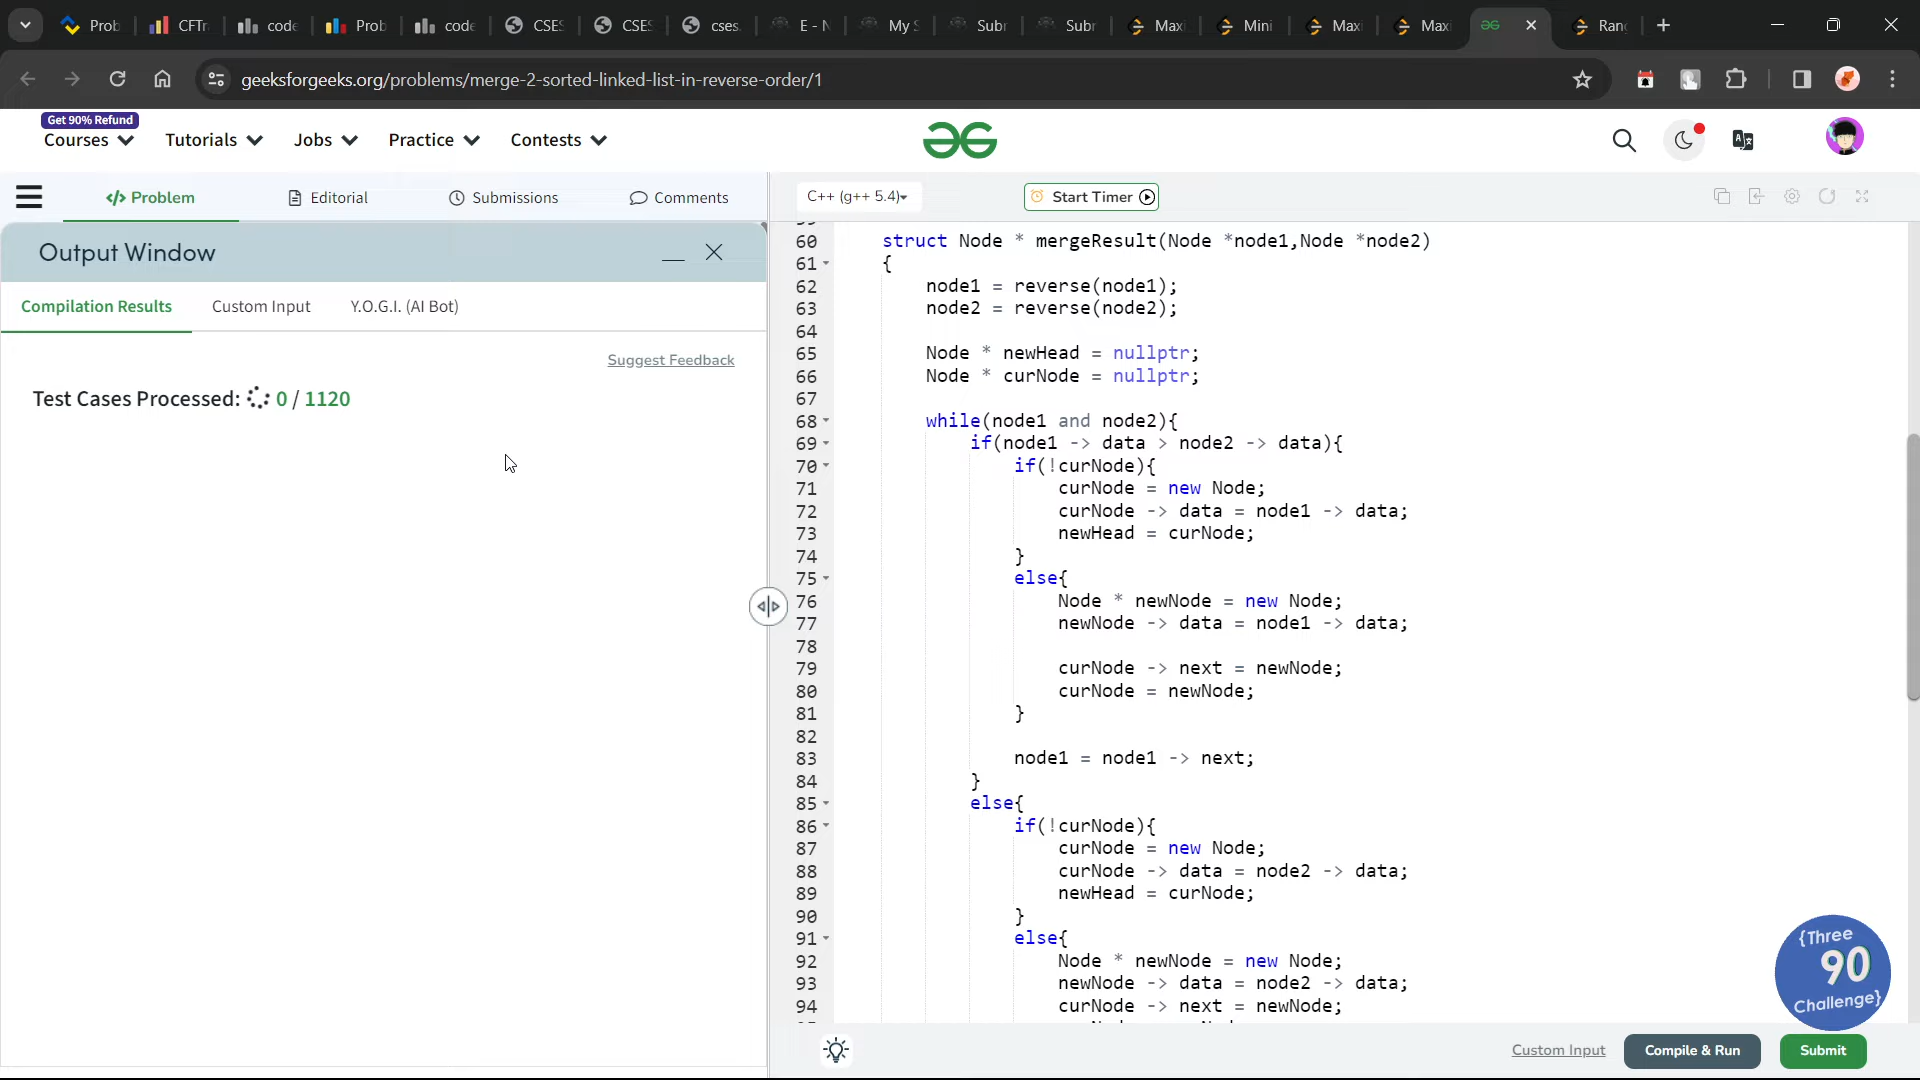 Prob
CFTr
code
Prob
code
CSES
CSES
cses.
E - N
My S
Subr
Subr
Maxi
Mini
Maxi
Maxi
Rang
geeksforgeeks.org/problems/merge-2-sorted-linked-list-in-reverse-order/1
Get 90% Refund
Courses
Tutorials
Jobs
Practice
Contests
</> Problem
Editorial
Submissions
Comments
C++ (g++ 5.4)
Start Timer
Output Window
Compilation Results
Custom Input
Y.O.G.I. (AI Bot)
Suggest Feedback
Test Cases Processed: 0 / 1120
60 struct Node * mergeResult(Node *node1,Node *node2)
61 {
62 node1 = reverse(node1);
63 node2 = reverse(node2);
64
65 Node * newHead = nullptr;
66 Node * curNode = nullptr;
67
68 while(node1 and node2){
69 if(node1 -> data > node2 -> data){
70 if(!curNode){
71 curNode = new Node;
72 curNode -> data = node1 -> data;
73 newHead = curNode;
74 }
75 else{
76 Node * newNode = new Node;
77 newNode -> data = node1 -> data;
78
79 curNode -> next = newNode;
80 curNode = newNode;
81 }
82
83 node1 = node1 -> next;
84 }
85 else{
86 if(!curNode){
87 curNode = new Node;
88 curNode -> data = node2 -> data;
89 newHead = curNode;
90 }
91 else{
92 Node * newNode = new Node;
93 newNode -> data = node2 -> data;
94 curNode -> next = newNode;
{Three
90
Challenge}
Custom Input
Compile & Run
Submit